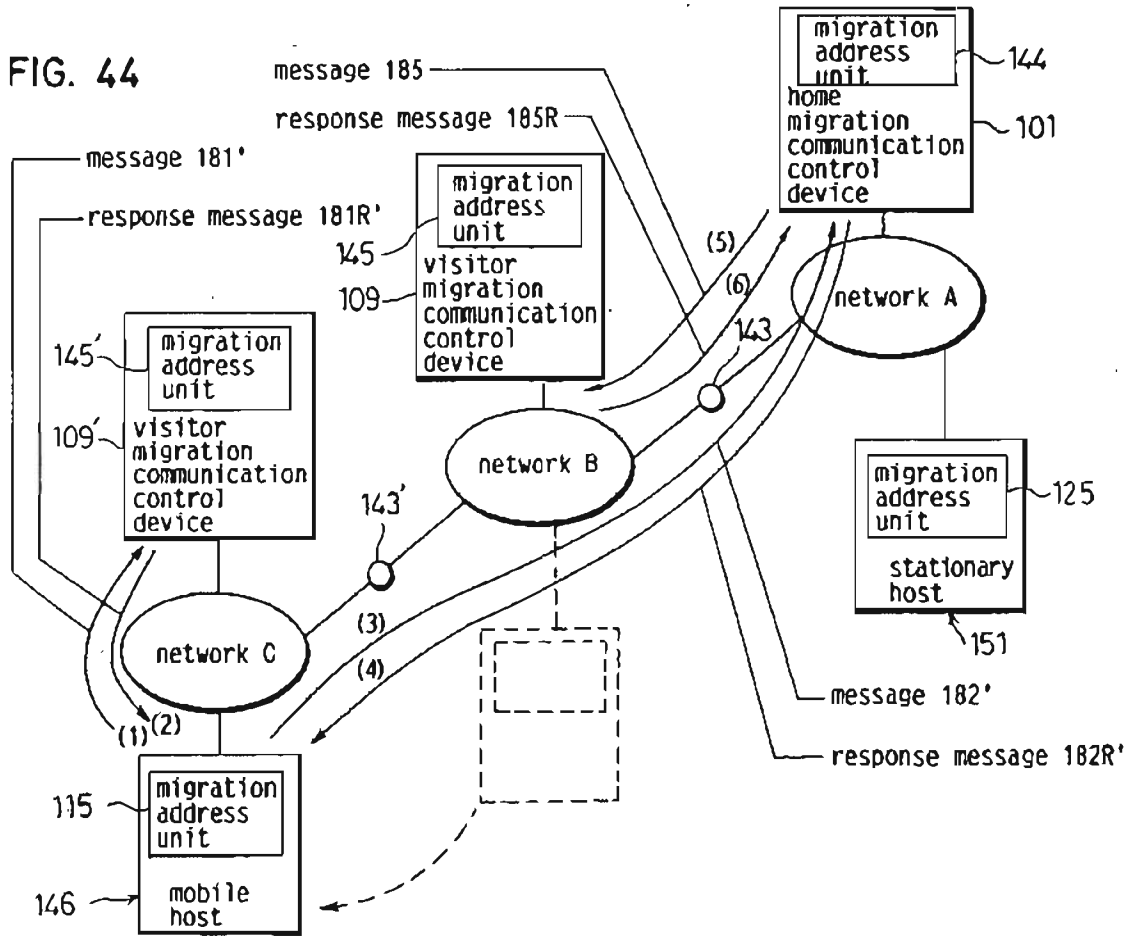 FIG. 44
message 185
response message 185R
message 181'
response message 181R'
migration
address
unit
144
home
migration
communication
control
device
101
migration
address
unit
145
visitor
109
migration
communication
control
device
(5)
(6)
network A
143
migration
address
unit
145'
visitor
109'
migration
communication
control
device
network B
143'
migration
address
unit
125
stationary
host
151
network C
(3)
(4)
(1)
(2)
message 182'
response message 182R'
migration
address
unit
115
mobile
host
146